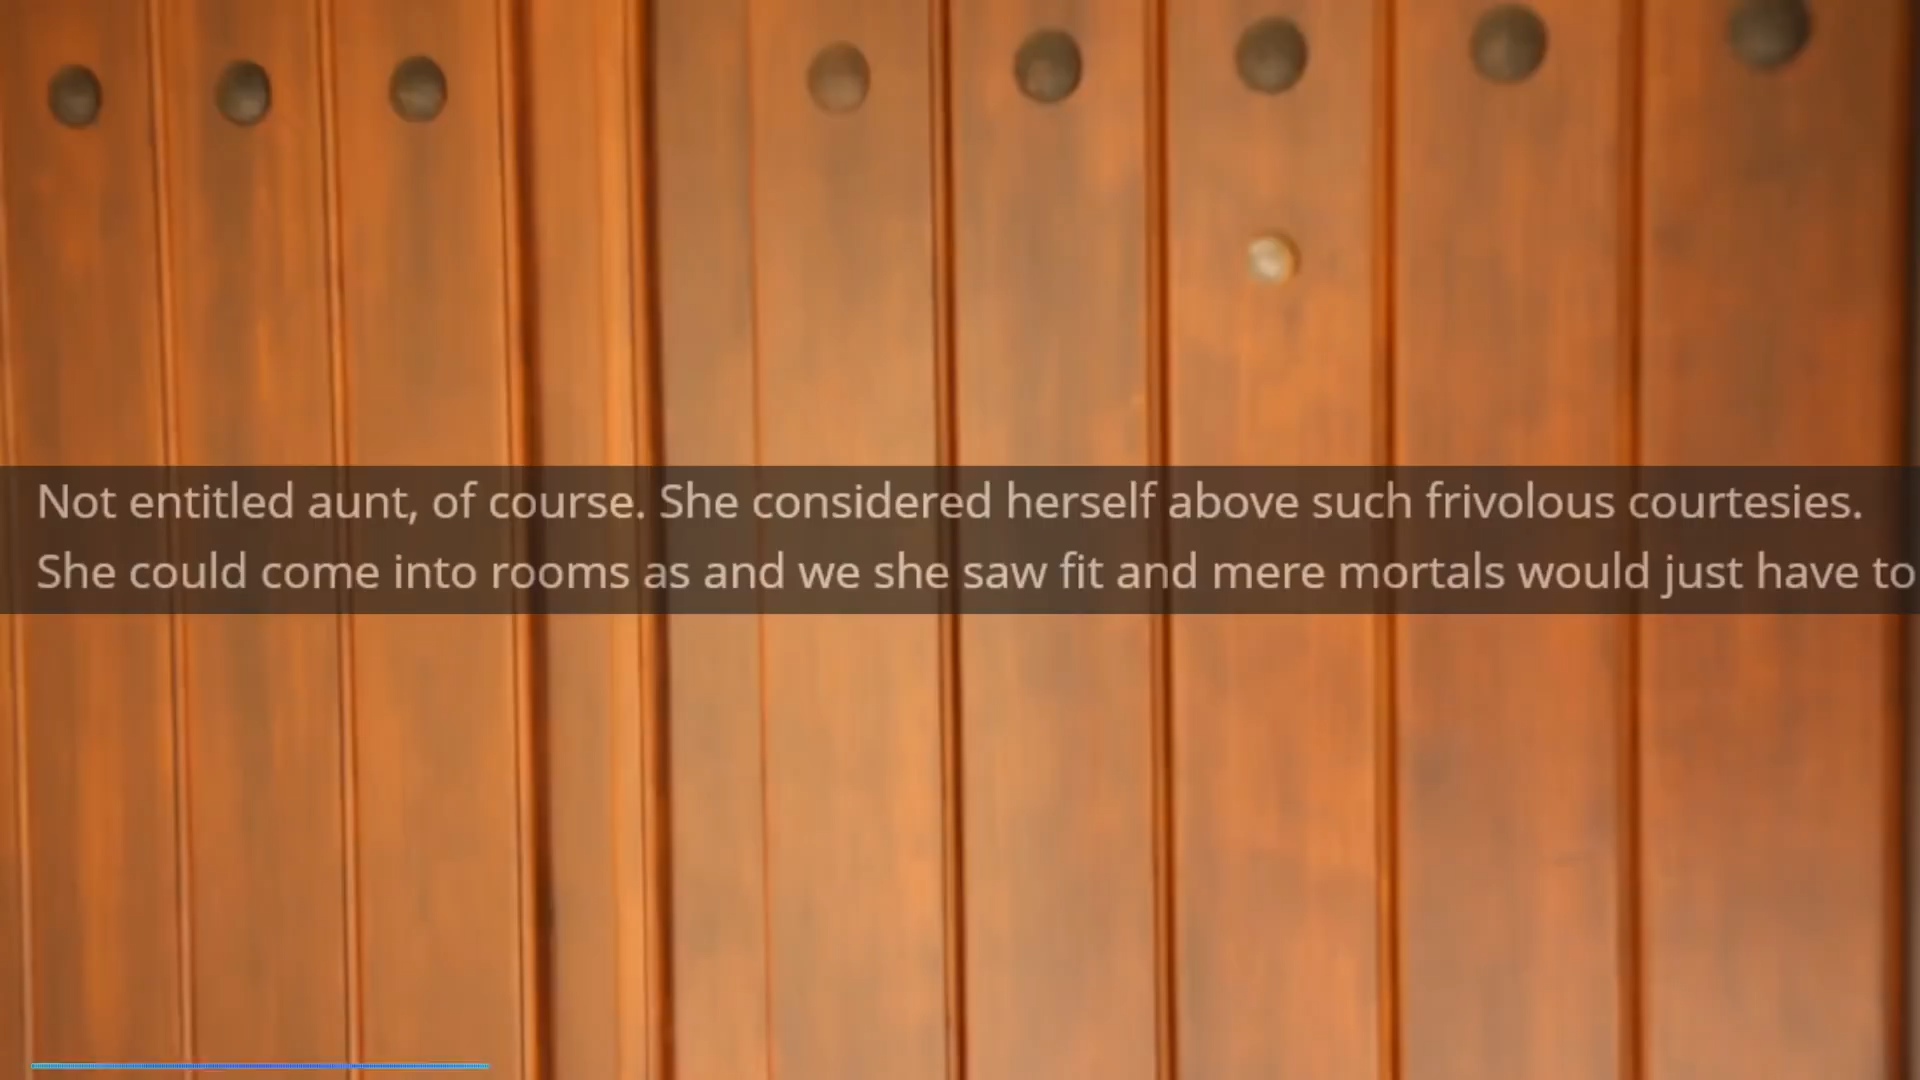 Not entitled aunt, of course. She considered herself above such frivolous courtesies.
She could come into rooms as and we she saw fit and mere mortals would just have to